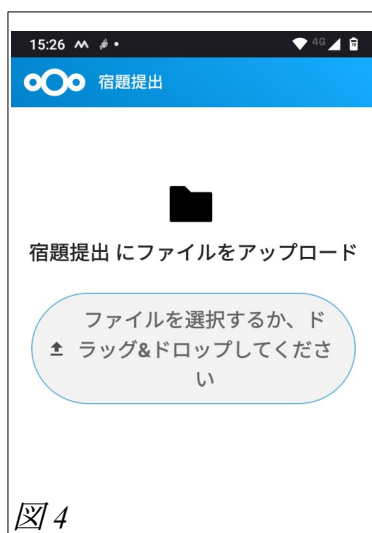 15:26
4G
宿題提出
宿題提出 にファイルをアップロード
ファイルを選択するか、ド
ラッグ&ドロップしてくださ
い
図 4